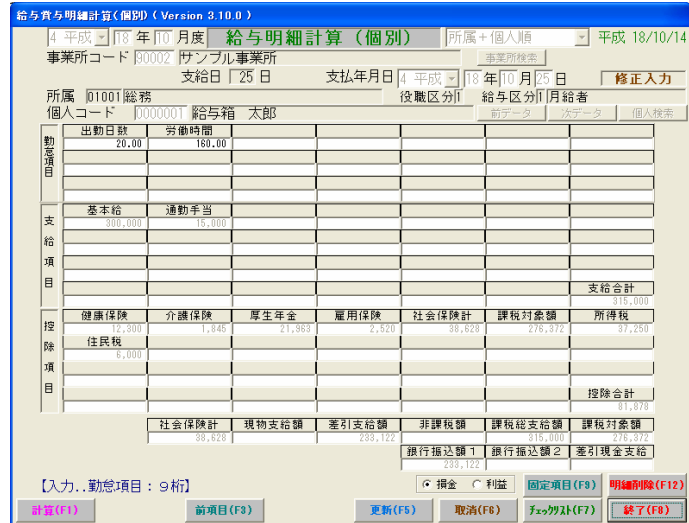 給与賞与明細計算(個別) ( Version 3.10.0 )
4 平成 18 年 10 月度 給与明細計算（個別） 所属+個人順 平成 18/10/14
事業所コード 90002 サンプル事業所 事業所検索
支給日 25 日 支払年月日 4 平成 18 年 10 月 25 日 修正入力
所属 01001 総務 役職区分 1 給与区分 1 月給者
個人コード 0000001 給与箱 太郎 前データ 次データ 個人検索
勤怠項目
出勤日数 労働時間
20.00 160.00
支給項目
基本給 通勤手当
300,000 15,000
支給合計
315,000
控除項目
健康保険 介護保険 厚生年金 雇用保険 社会保険計 課税対象額 所得税
12,300 1,845 21,963 2,520 38,628 276,372 37,250
住民税
6,000
控除合計
81,878
社会保険計 現物支給額 差引支給額 非課税額 課税総支給額 課税対象額
38,628 233,122 315,000 276,372
銀行振込額1 銀行振込額2 差引現金支給
233,122
【入力..勤怠項目：９桁】 損金 利益 固定項目(F9) 明細削除(F12)
計算(F1) 前項目(F3) 更新(F5) 取消(F6) ﾁｪｯｸﾘｽﾄ(F7) 終了(F8)